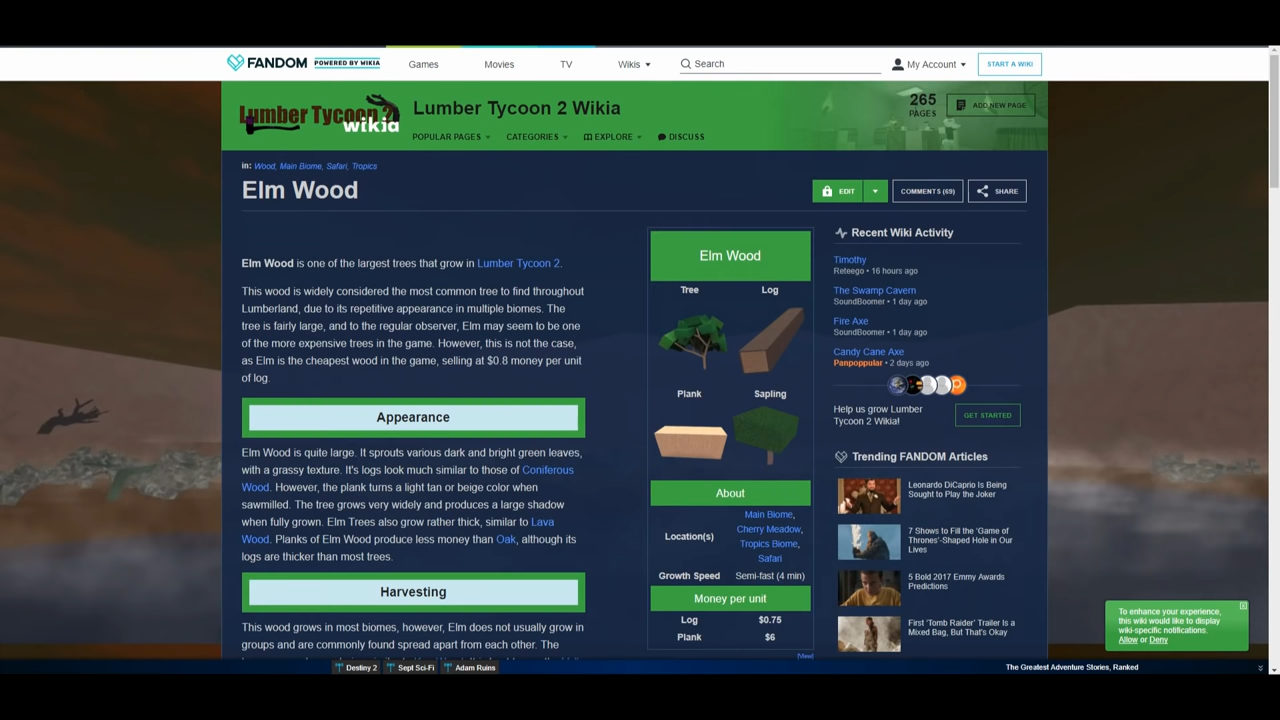 FANDOM POWERED BY WIKIA Games Movies TV Wikis Search My Account START A WIKI
Lumber Tycoon 2 wikia
Lumber Tycoon 2 Wikia
265 PAGES
ADD NEW PAGE
POPULAR PAGES CATEGORIES EXPLORE DISCUSS
in: Wood, Main Biome, Safari, Tropics
Elm Wood
EDIT COMMENTS (69) SHARE
Elm Wood is one of the largest trees that grow in Lumber Tycoon 2.
This wood is widely considered the most common tree to find throughout
Lumberland, due to its repetitive appearance in multiple biomes. The
tree is fairly large, and to the regular observer, Elm may seem to be one
of the more expensive trees in the game. However, this is not the case,
as Elm is the cheapest wood in the game, selling at $0.8 money per unit
of log.
Appearance
Elm Wood is quite large. It sprouts various dark and bright green leaves,
with a grassy texture. It's logs look much similar to those of Coniferous
Wood. However, the plank turns a light tan or beige color when
sawmilled. The tree grows very widely and produces a large shadow
when fully grown. Elm Trees also grow rather thick, similar to Lava
Wood. Planks of Elm Wood produce less money than Oak, although its
logs are thicker than most trees.
Harvesting
This wood grows in most biomes, however, Elm does not usually grow in
groups and are commonly found spread apart from each other. The
Elm Wood
Tree Log
Plank Sapling
About
Location(s)
Main Biome,
Cherry Meadow,
Tropics Biome,
Safari
Growth Speed Semi-fast (4 min)
Money per unit
Log $0.75
Plank $6
[View]
Recent Wiki Activity
Timothy
Reteego • 16 hours ago
The Swamp Cavern
SoundBoomer • 1 day ago
Fire Axe
SoundBoomer • 1 day ago
Candy Cane Axe
Panpoppular • 2 days ago
Help us grow Lumber
Tycoon 2 Wikia!
GET STARTED
Trending FANDOM Articles
Leonardo DiCaprio Is Being
Sought to Play the Joker
7 Shows to Fill the 'Game of
Thrones'-Shaped Hole in Our
Lives
5 Bold 2017 Emmy Awards
Predictions
First 'Tomb Raider' Trailer Is a
Mixed Bag, But That's Okay
To enhance your experience,
this wiki would like to display
wiki-specific notifications.
Allow or Deny
Destiny 2 Sept Sci-Fi Adam Ruins The Greatest Adventure Stories, Ranked